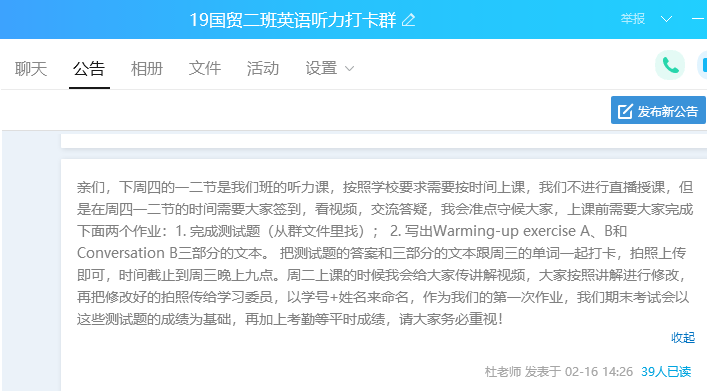 19国贸二班英语听力打卡群
举报
聊天 公告 相册 文件 活动 设置
发布新公告
亲们，下周四的一二节是我们班的听力课，按照学校要求需要按时间上课，我们不进行直播授课，但
是在周四一二节的时间需要大家签到，看视频，交流答疑，我会准点守候大家，上课前需要大家完成
下面两个作业：1. 完成测试题（从群文件里找）； 2. 写出Warming-up exercise A、B和
Conversation B三部分的文本。 把测试题的答案和三部分的文本跟周三的单词一起打卡，拍照上传
即可，时间截止到周三晚上九点。周二上课的时候我会给大家传讲解视频，大家按照讲解进行修改，
再把修改好的拍照传给学习委员，以学号+姓名来命名，作为我们的第一次作业，我们期末考试会以
这些测试题的成绩为基础，再加上考勤等平时成绩，请大家务必重视！
收起
杜老师 发表于 02-16 14:26 39人已读